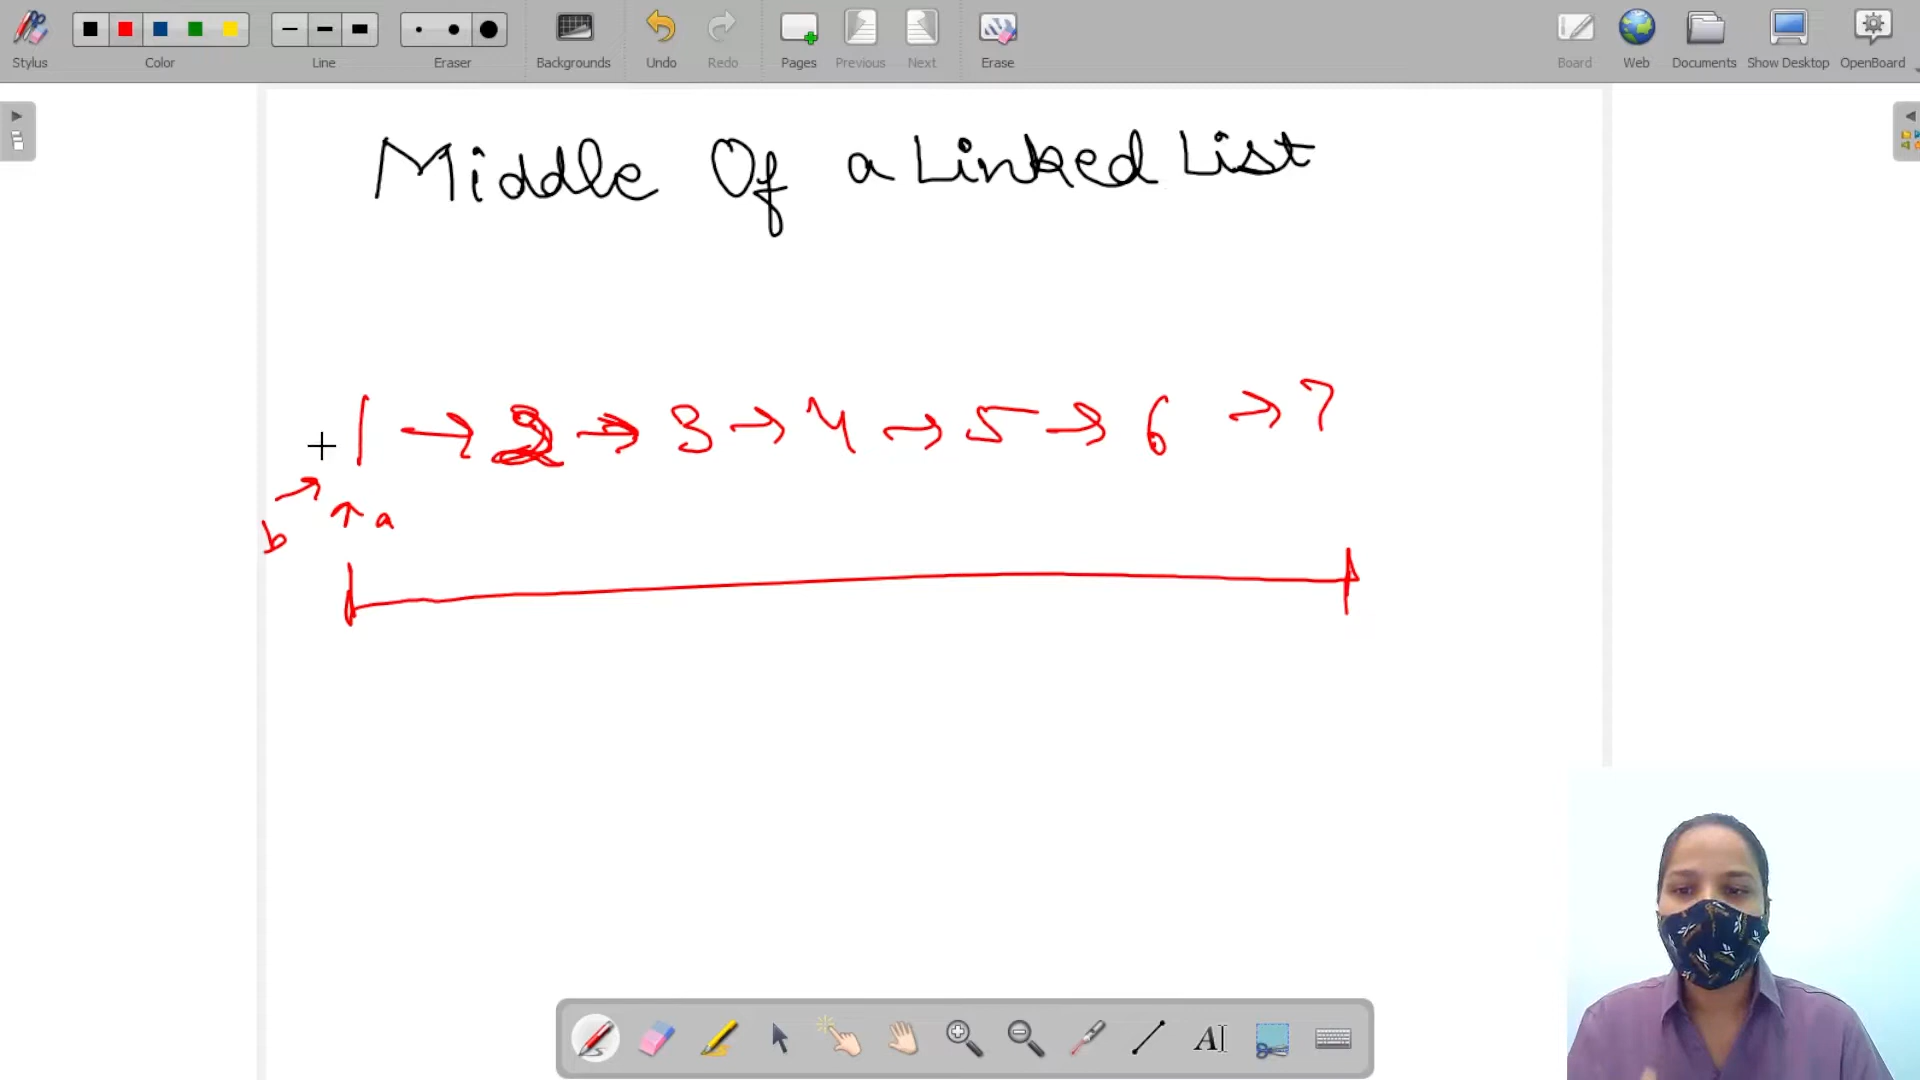 Stylus Color Line Eraser Backgrounds Undo Redo Pages Previous Next Erase Board Web Documents Show Desktop OpenBoard
Middle Of a Linked List
1 → 2 → 3 → 4 → 5 → 6 → 7
b ↑ a
AI